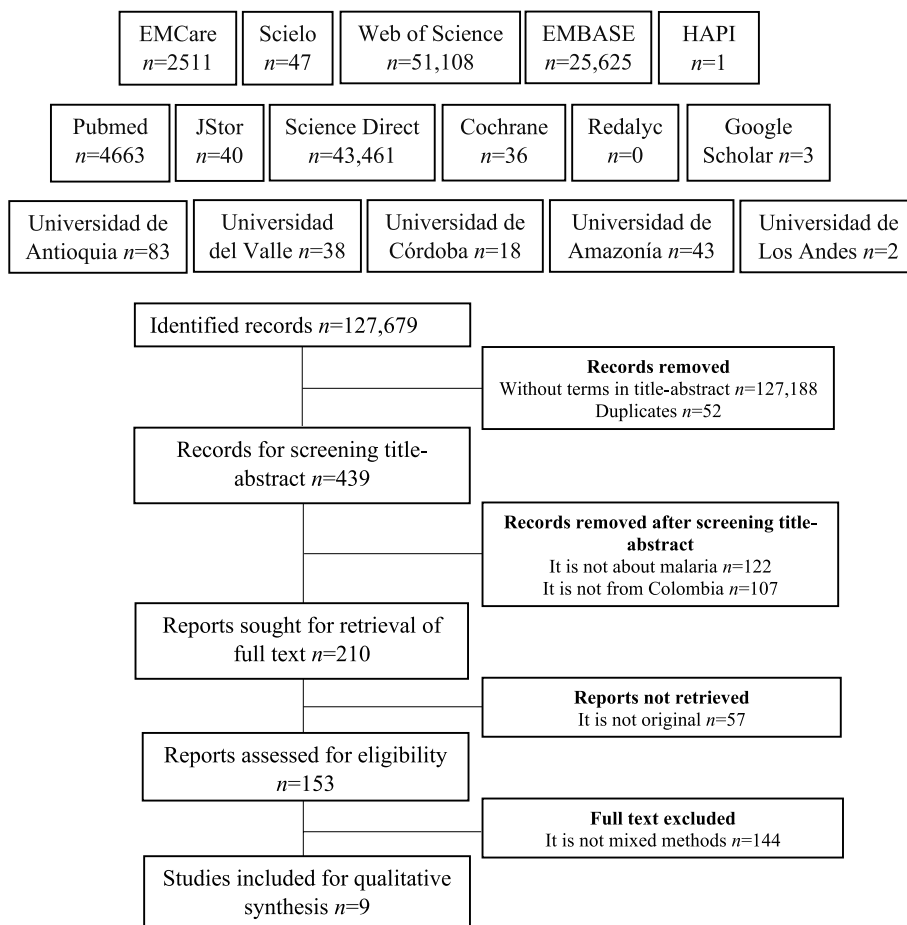 EMCare
n=2511
Scielo
n=47
Web of Science
n=51,108
EMBASE
n=25,625
HAPI
n=1
Pubmed
n=4663
JStor
n=40
Science Direct
n=43,461
Cochrane
n=36
Redalyc
n=0
Google
Scholar n=3
Universidad de
Antioquia n=83
Universidad
del Valle n=38
Universidad de
Córdoba n=18
Universidad de
Amazonía n=43
Universidad de
Los Andes n=2
Identified records n=127,679
Records removed
Without terms in title-abstract n=127,188
Duplicates n=52
Records for screening title-
abstract n=439
Records removed after screening title-
abstract
It is not about malaria n=122
It is not from Colombia n=107
Reports sought for retrieval of
full text n=210
Reports not retrieved
It is not original n=57
Reports assessed for eligibility
n=153
Full text excluded
It is not mixed methods n=144
Studies included for qualitative
synthesis n=9